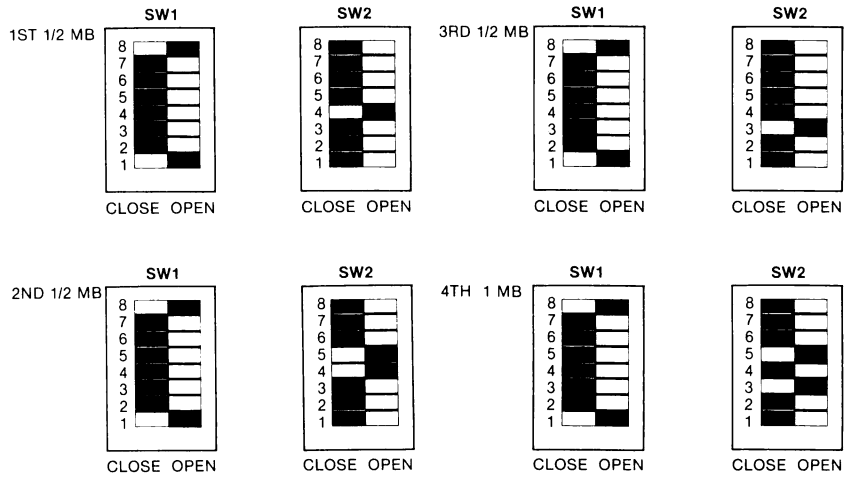 SW1 SW2 SW1 SW2
1ST 1/2 MB 3RD 1/2 MB
8 8 8 8
7 7 7 7
6 6 6 6
5 5 5 5
4 4 4 4
3 3 3 3
2 2 2 2
1 1 1 1
CLOSE OPEN CLOSE OPEN CLOSE OPEN CLOSE OPEN
SW1 SW2 SW1 SW2
2ND 1/2 MB 4TH 1 MB
8 8 8 8
7 7 7 7
6 6 6 6
5 5 5 5
4 4 4 4
3 3 3 3
2 2 2 2
1 1 1 1
CLOSE OPEN CLOSE OPEN CLOSE OPEN CLOSE OPEN